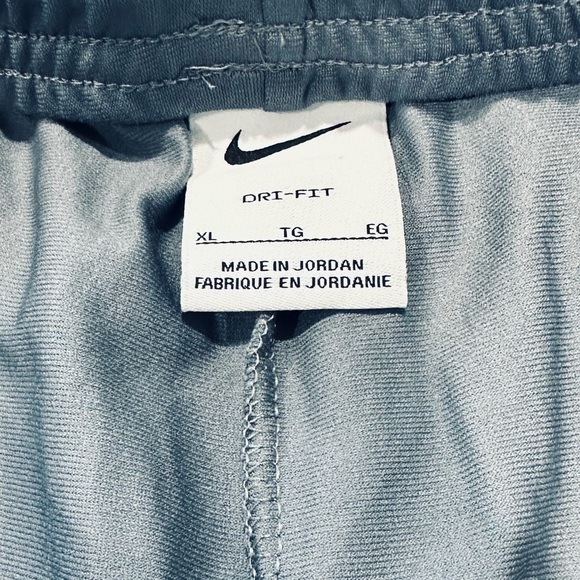 DRI-FIT
XL TG EG
MADE IN JORDAN
FABRIQUE EN JORDANIE